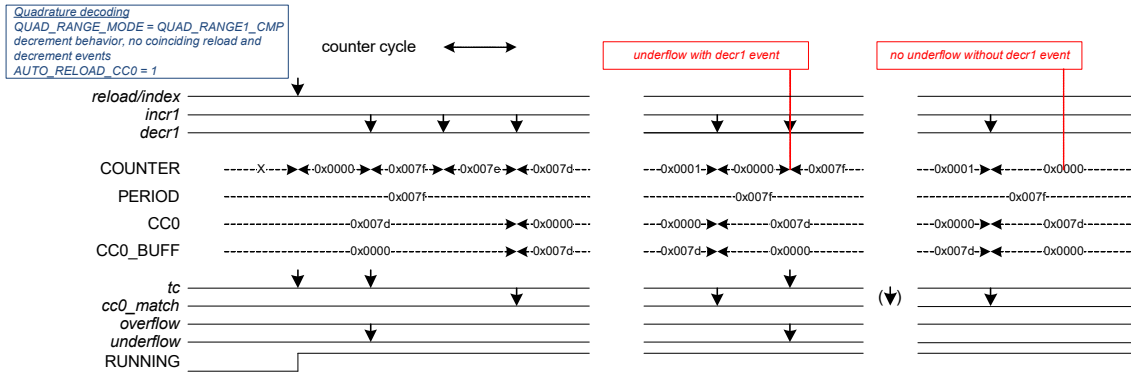 Quadrature decoding
QUAD_RANGE_MODE = QUAD_RANGE1_CMP
decrement behavior, no coinciding reload and
decrement events
AUTO_RELOAD_CC0 = 1
counter cycle
underflow with decr1 event
no underflow without decr1 event
reload/index
incr1
decr1
COUNTER X 0x0000 0x007f 0x007e 0x007d 0x0001 0x0000 0x007f 0x0001 0x0000
PERIOD 0x007f 0x007f 0x007f
CC0 0x007d 0x0000 0x0000 0x007d 0x0000 0x007d
CC0_BUFF 0x0000 0x007d 0x007d 0x0000 0x007d 0x0000
tc
cc0_match ( )
overflow
underflow
RUNNING